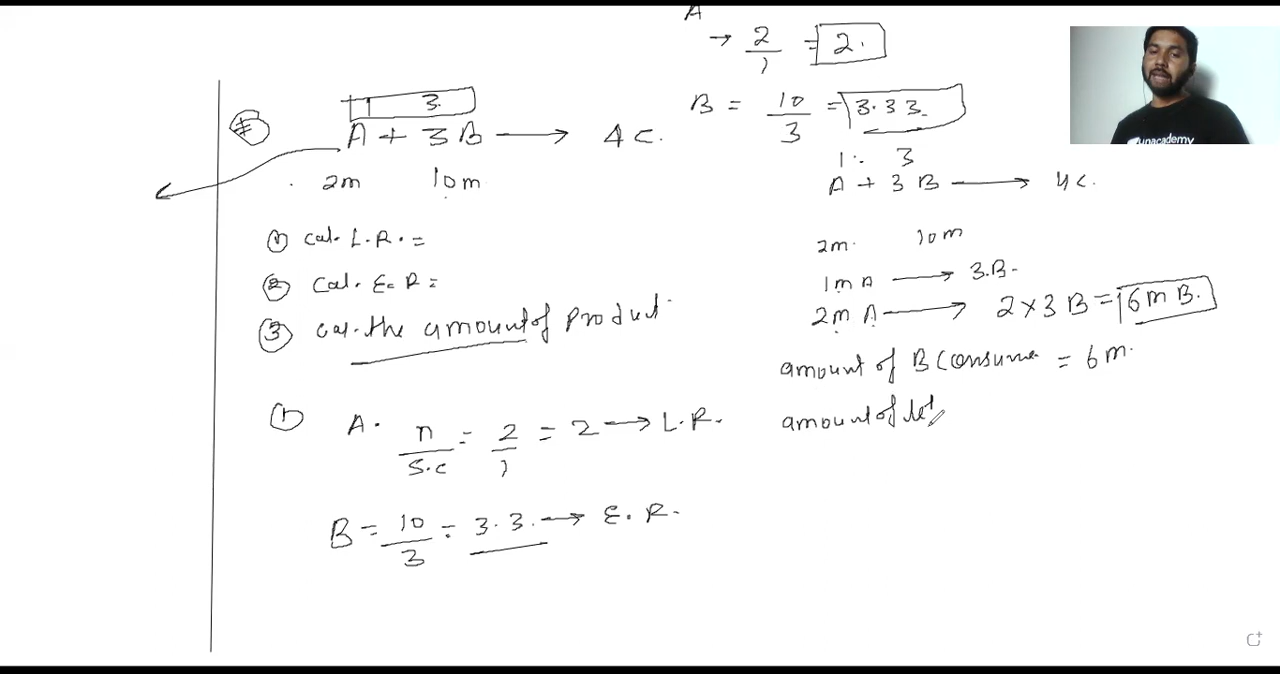 1 3
A + 3B → 4C.
2m 10m
① Cal. L.R. =
② Cal. E.R =
③ Cal. the amount of Product
① A. n/S.C = 2/1 = 2 → L.R.
B = 10/3 = 3.3. → E.R.
A
→ 2/1 = 2.
B = 10/3 = 3.33
1 : 3
A + 3B → 4C.
2m. 10m
1m A → 3.B.
2m A → 2 x 3 B = 6m B.
amount of B Consume = 6m.
amount of
unacademy